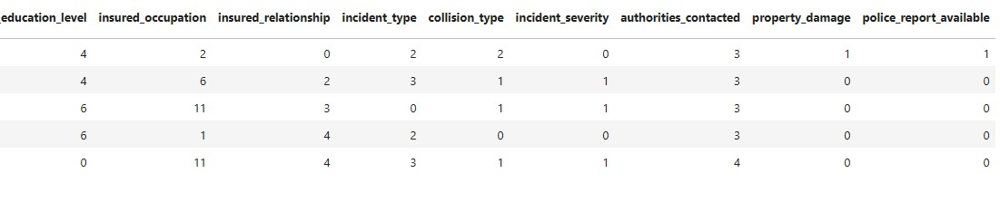 _education_level insured_occupation insured_relationship incident_type collision_type incident_severity authorities_contacted property_damage police_report_available
4 2 0 2 2 0 3 1 1
4 6 2 3 1 1 3 0 0
6 11 3 0 1 1 3 0 0
6 1 4 2 0 0 3 0 0
0 11 4 3 1 1 4 0 0